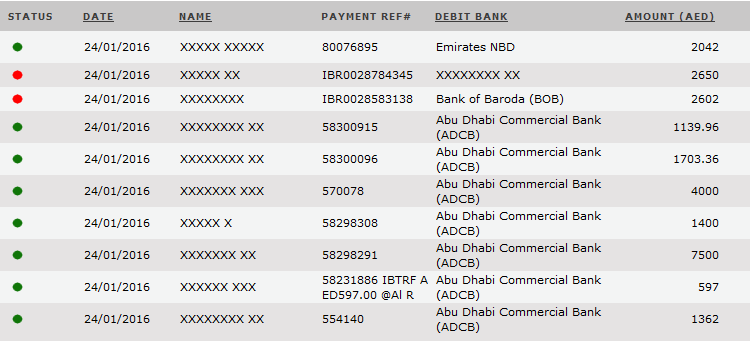 STATUS DATE NAME PAYMENT REF# DEBIT BANK AMOUNT (AED)
24/01/2016 XXXXX XXXXX 80076895 Emirates NBD 2042
24/01/2016 XXXXX XX IBR0028784345 XXXXXXXX XX 2650
24/01/2016 XXXXXXXX IBR0028583138 Bank of Baroda (BOB) 2602
24/01/2016 XXXXXXXX XX 58300915 Abu Dhabi Commercial Bank 1139.96
(ADCB)
24/01/2016 XXXXXXXX XX 58300096 Abu Dhabi Commercial Bank 1703.36
(ADCB)
24/01/2016 XXXXXXX XXX 570078 Abu Dhabi Commercial Bank 4000
(ADCB)
24/01/2016 XXXXX X 58298308 Abu Dhabi Commercial Bank 1400
(ADCB)
24/01/2016 XXXXXXX XX 58298291 Abu Dhabi Commercial Bank 7500
(ADCB)
24/01/2016 XXXXXX XXX 58231886 IBTRF A Abu Dhabi Commercial Bank 597
ED597.00 @Al R (ADCB)
24/01/2016 XXXXXXXX XX 554140 Abu Dhabi Commercial Bank 1362
(ADCB)